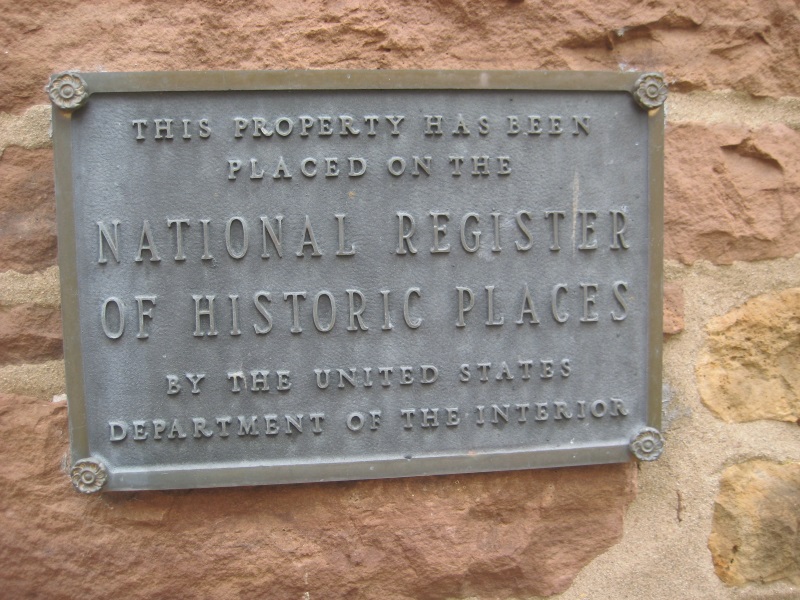 THIS PROPERTY HAS BEEN
PLACED ON THE
NATIONAL REGISTER
OF HISTORIC PLACES
BY THE UNITED STATES
DEPARTMENT OF THE INTERIOR